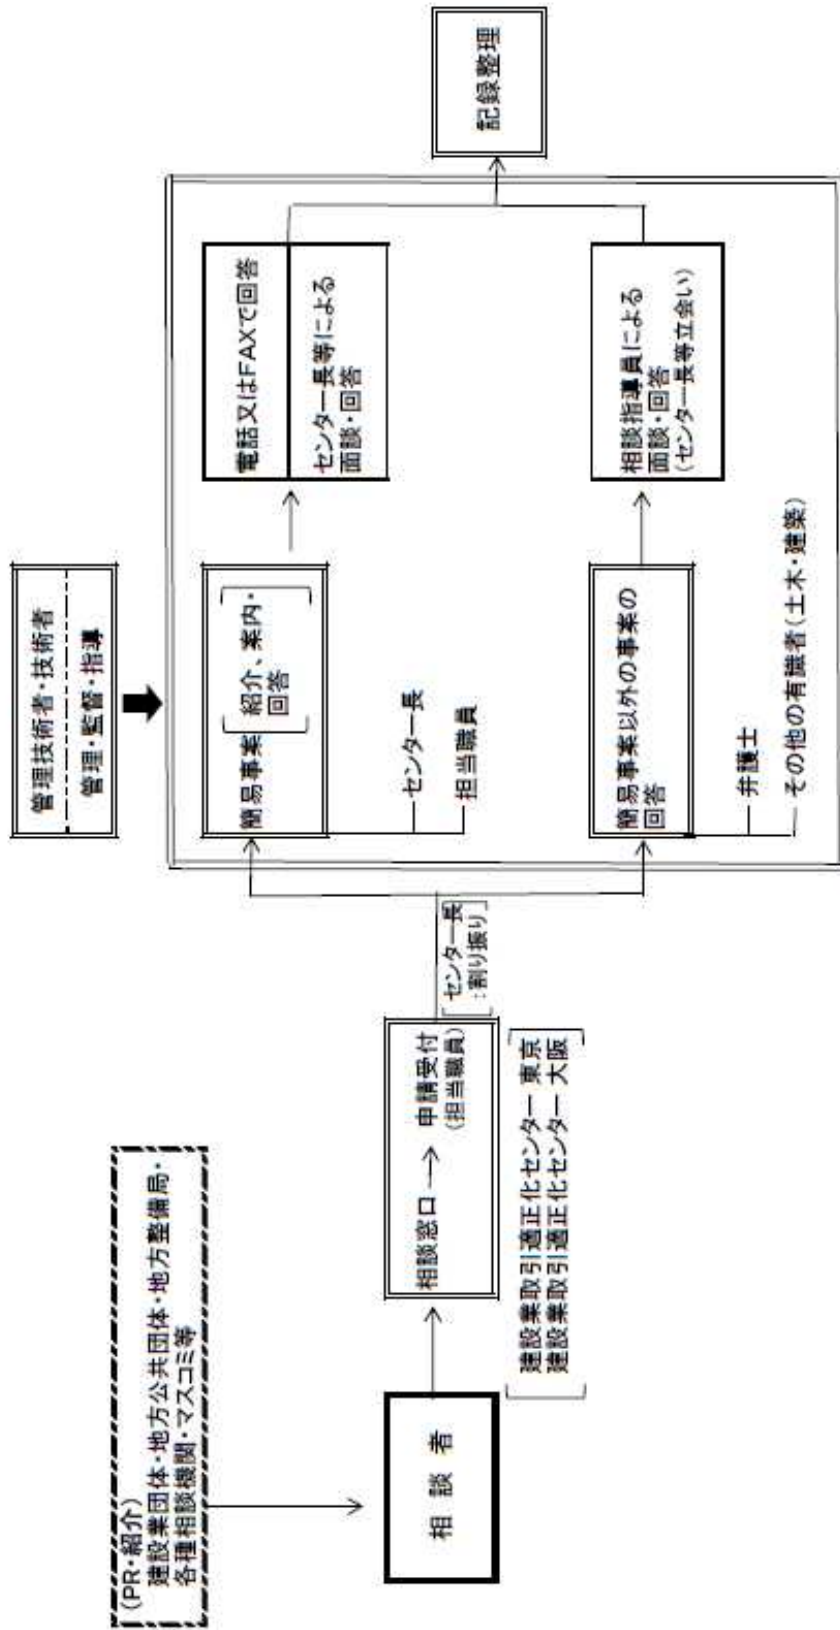 (PR・紹介)
建設業団体・地方公共団体・地方整備局・
各種相談機関・マスコミ等
相　談　者
相談窓口 → 申請受付
(担当職員)
建設業取引適正化センター 東京
建設業取引適正化センター 大阪
センター長
:割り振り
管理技術者・技術者
管理・監督・指導
簡易事案
紹介、案内・
回答
センター長
担当職員
電話又はFAXで回答
センター長等による
面談・回答
簡易事案以外の事案の
回答
弁護士
その他の有識者(土木・建築)
相談指導員による
面談・回答
(センター長等立会い)
記録整理